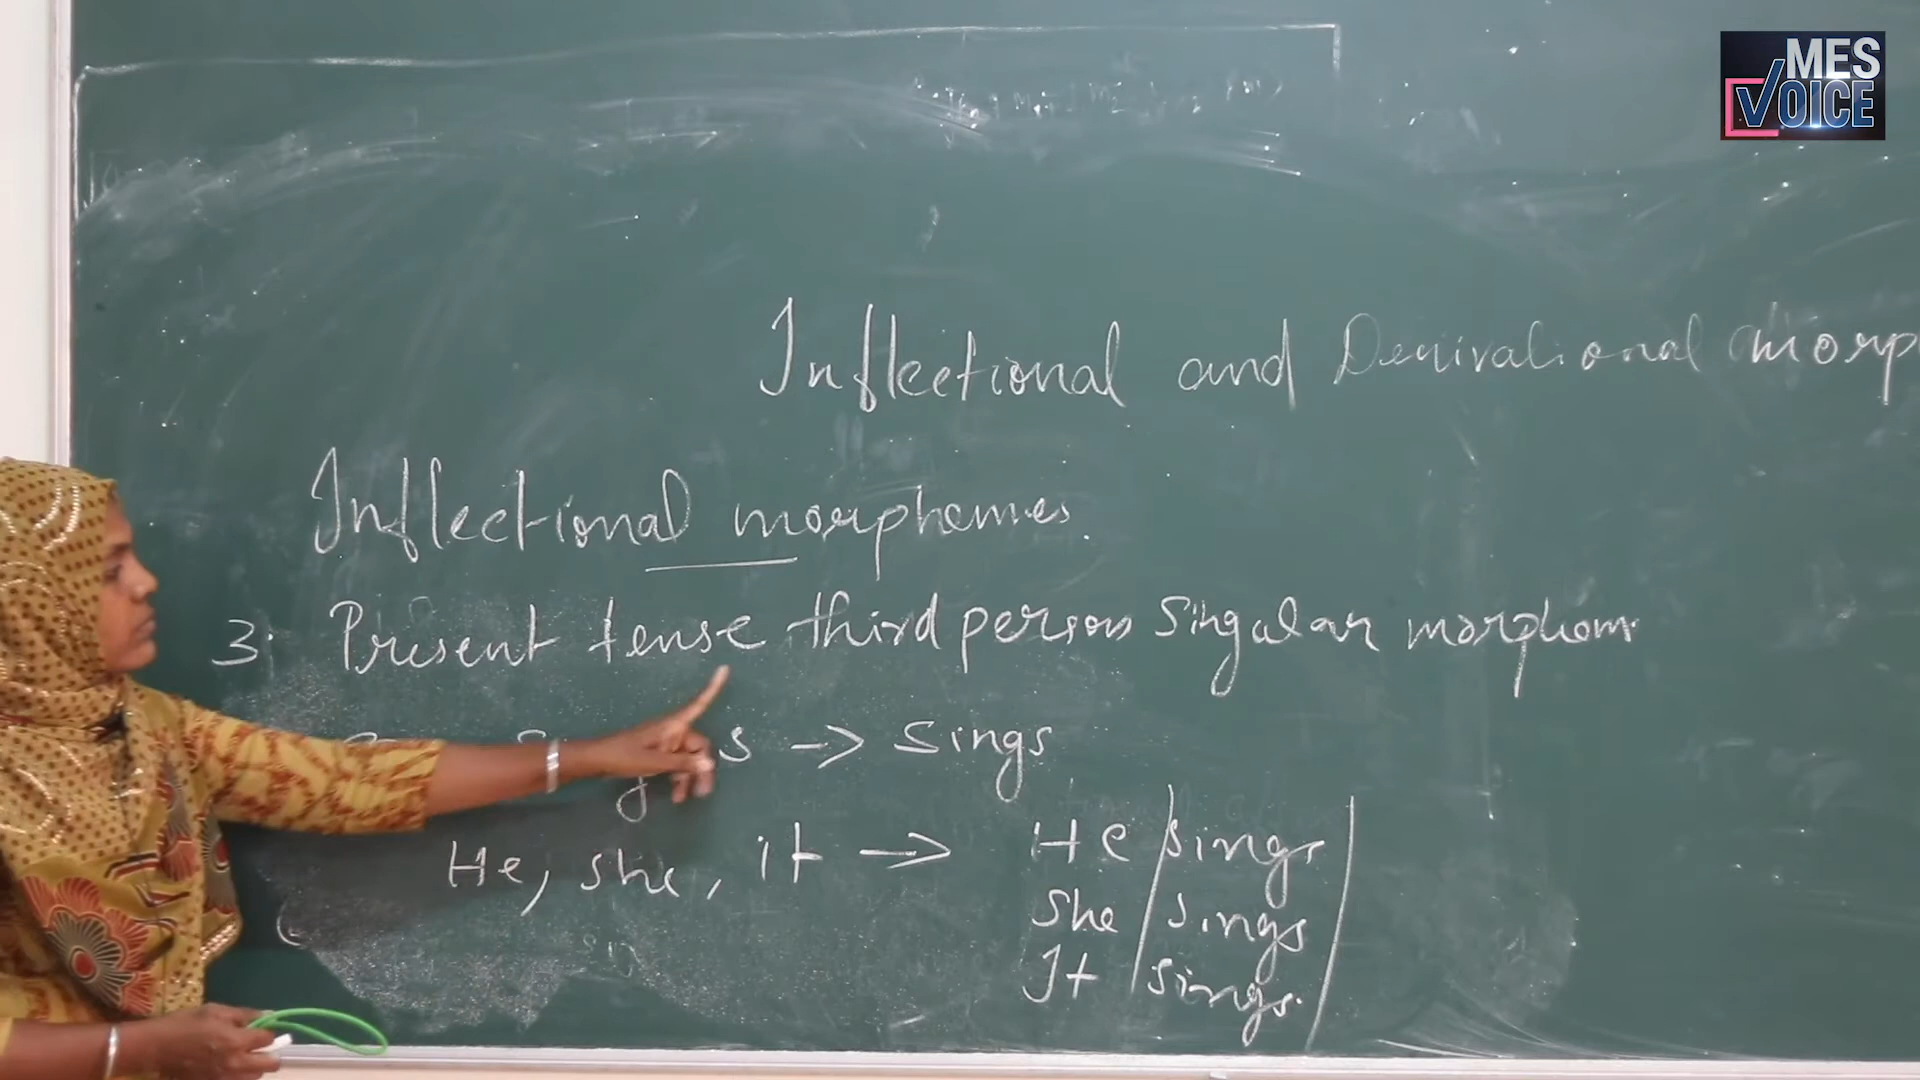 MES
VOICE
Inflectional and Derivational morp
Inflectional morphemes.
3. Present tense third person Singular morphem.
s -> sings
He, she, it -> He sings
She sings
It sings.